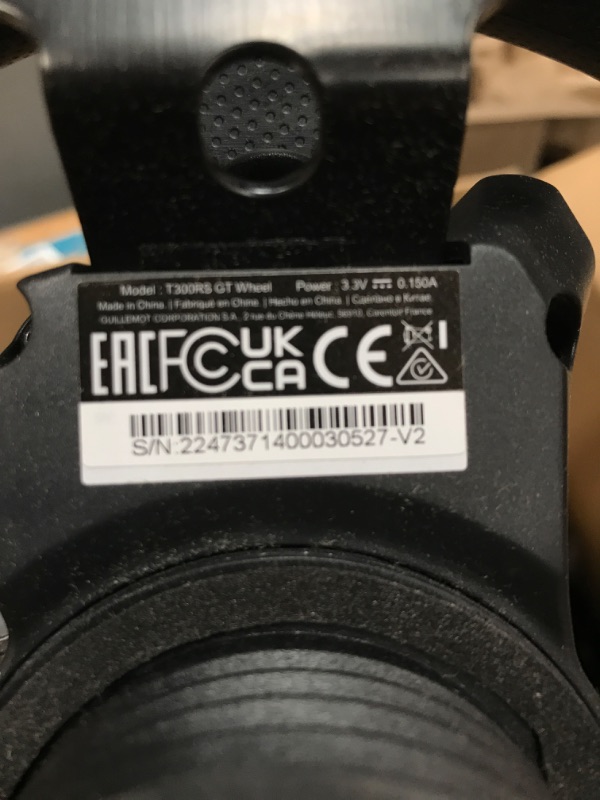 Model : T300RS GT Wheel Power : 3.3V ⎓ 0.150A
Made in China. | Fabriqué en Chine. | Hecho en China. | Сделано в Китае.
GUILLEMOT CORPORATION S.A., 2 rue du Chêne Héleuc, 56910, Carentoir France
EAC FC UK CA CE
S/N:2247371400030527-V2